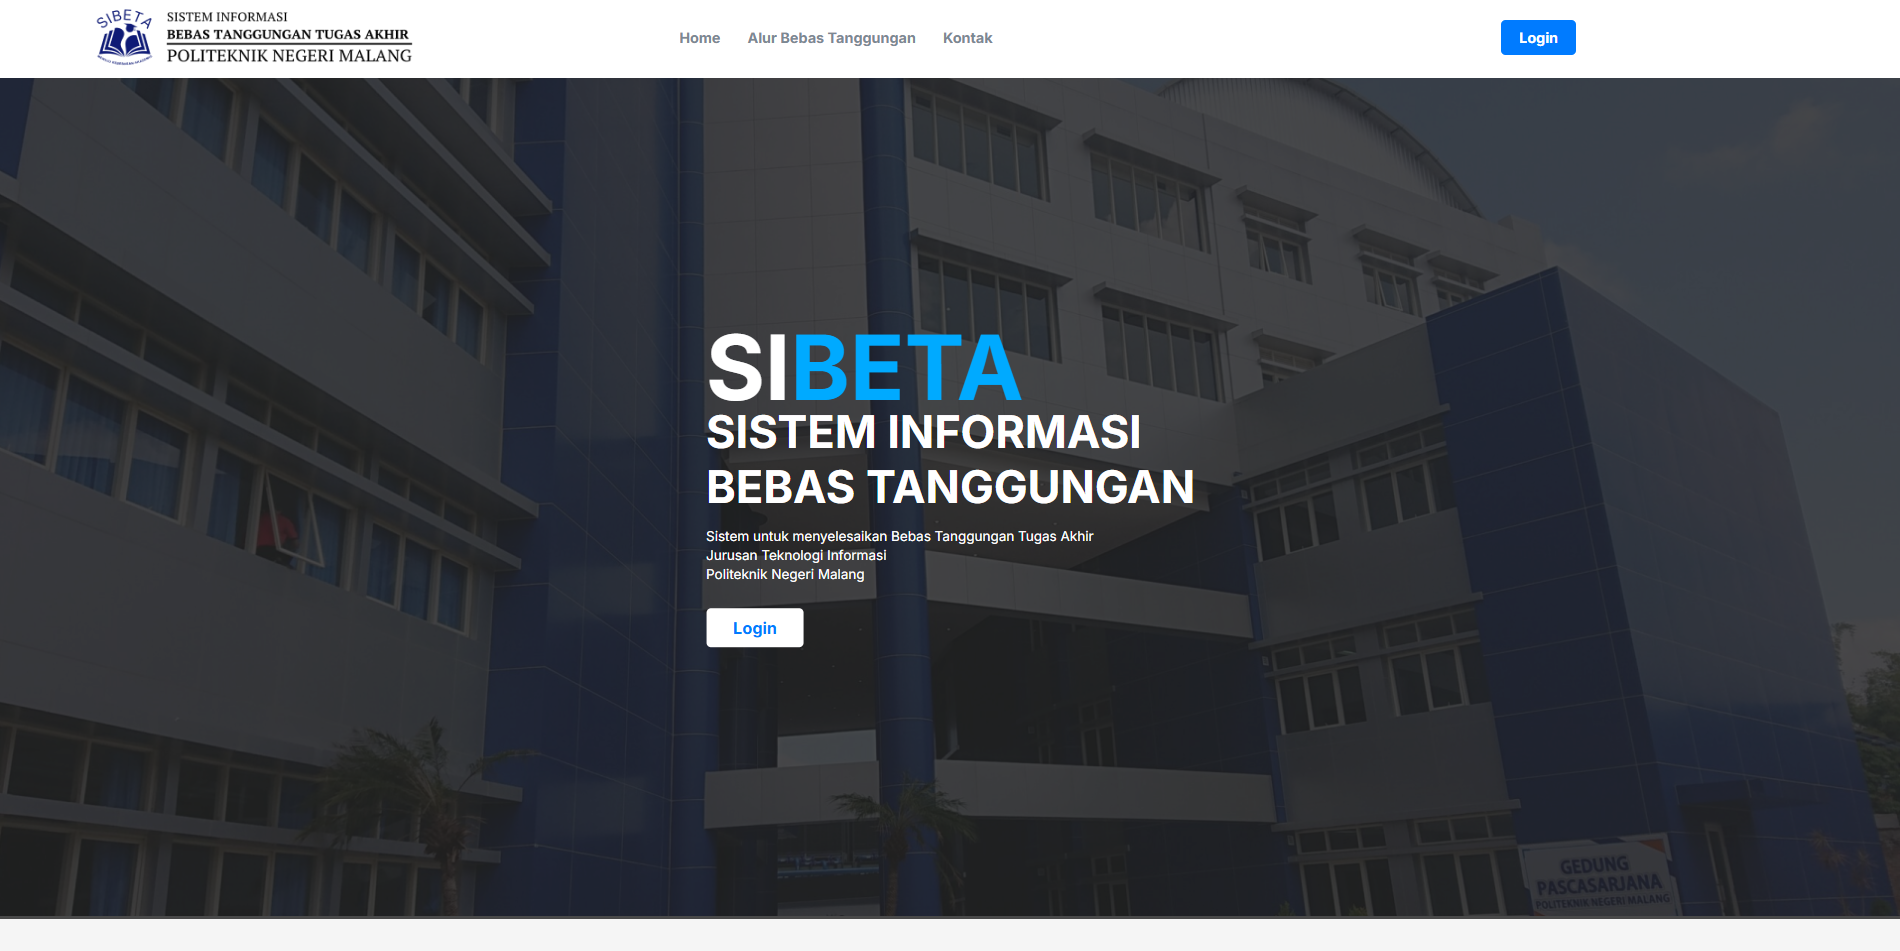 SIBETA
SISTEM INFORMASI
BEBAS TANGGUNGAN TUGAS AKHIR
POLITEKNIK NEGERI MALANG
Home
Alur Bebas Tanggungan
Kontak
Login
SIBETA
SISTEM INFORMASI
BEBAS TANGGUNGAN
Sistem untuk menyelesaikan Bebas Tanggungan Tugas Akhir
Jurusan Teknologi Informasi
Politeknik Negeri Malang
Login
GEDUNG
PASCASARJANA
POLITEKNIK NEGERI MALANG